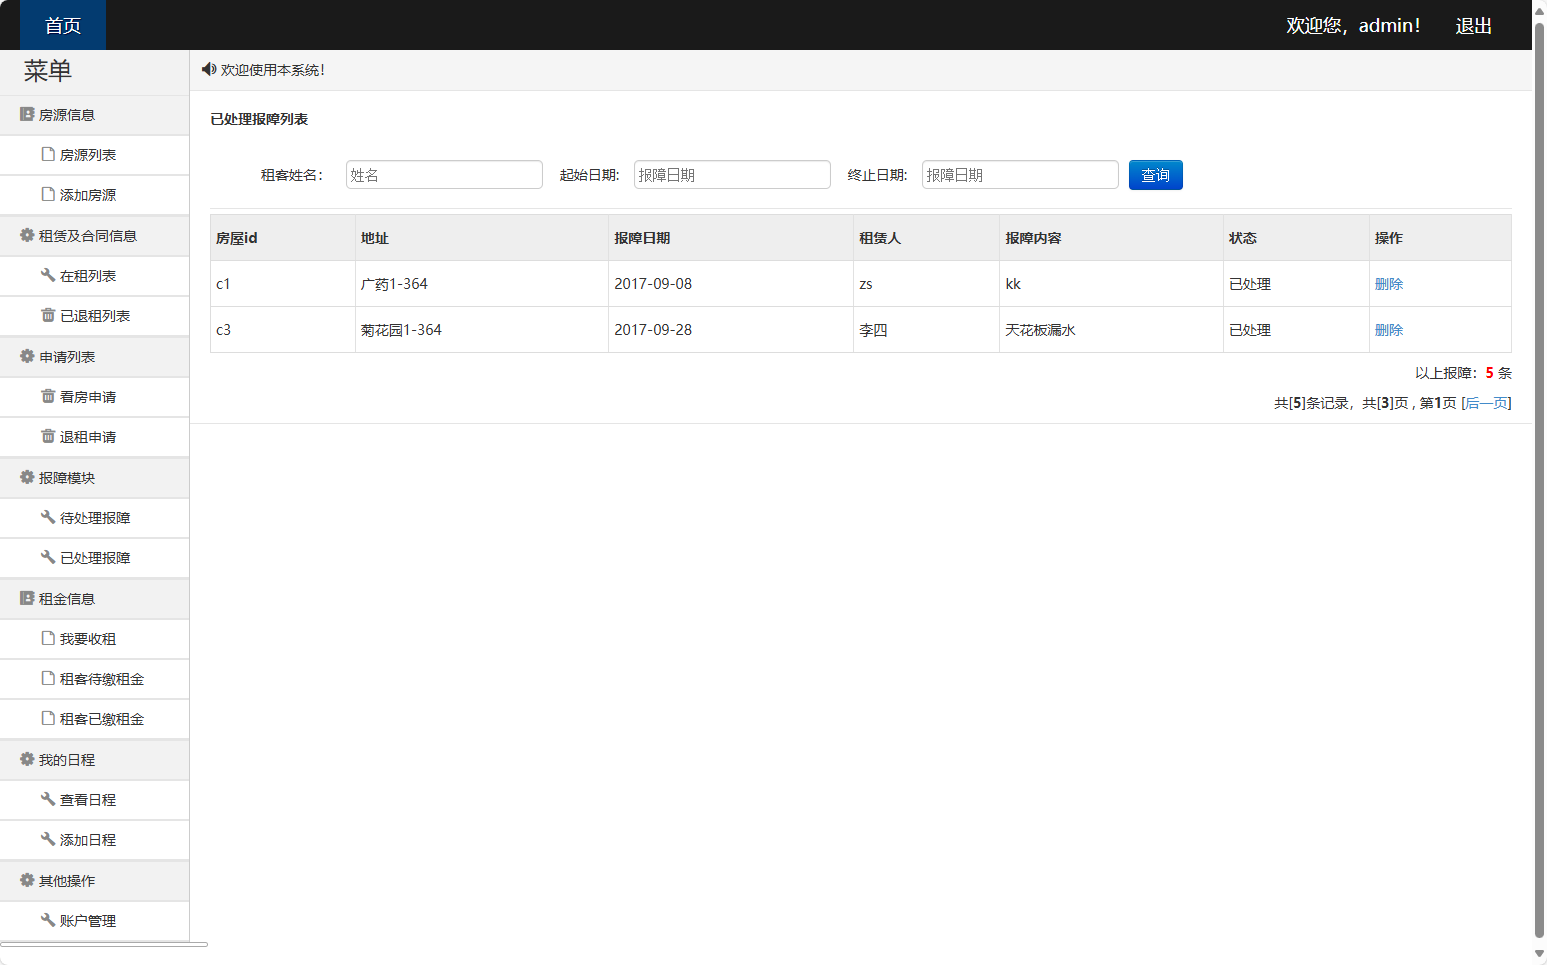 首页
欢迎您，admin！ 退出
菜单
房源信息
房源列表
添加房源
租赁及合同信息
在租列表
已退租列表
申请列表
看房申请
退租申请
报障模块
待处理报障
已处理报障
租金信息
我要收租
租客待缴租金
租客已缴租金
我的日程
查看日程
添加日程
其他操作
账户管理
欢迎使用本系统！
已处理报障列表
租客姓名： 姓名 起始日期: 报障日期 终止日期: 报障日期 查询
房屋id 地址 报障日期 租赁人 报障内容 状态 操作
c1 广药1-364 2017-09-08 zs kk 已处理 删除
c3 菊花园1-364 2017-09-28 李四 天花板漏水 已处理 删除
以上报障：5 条
共[5]条记录，共[3]页 , 第1页 [后一页]